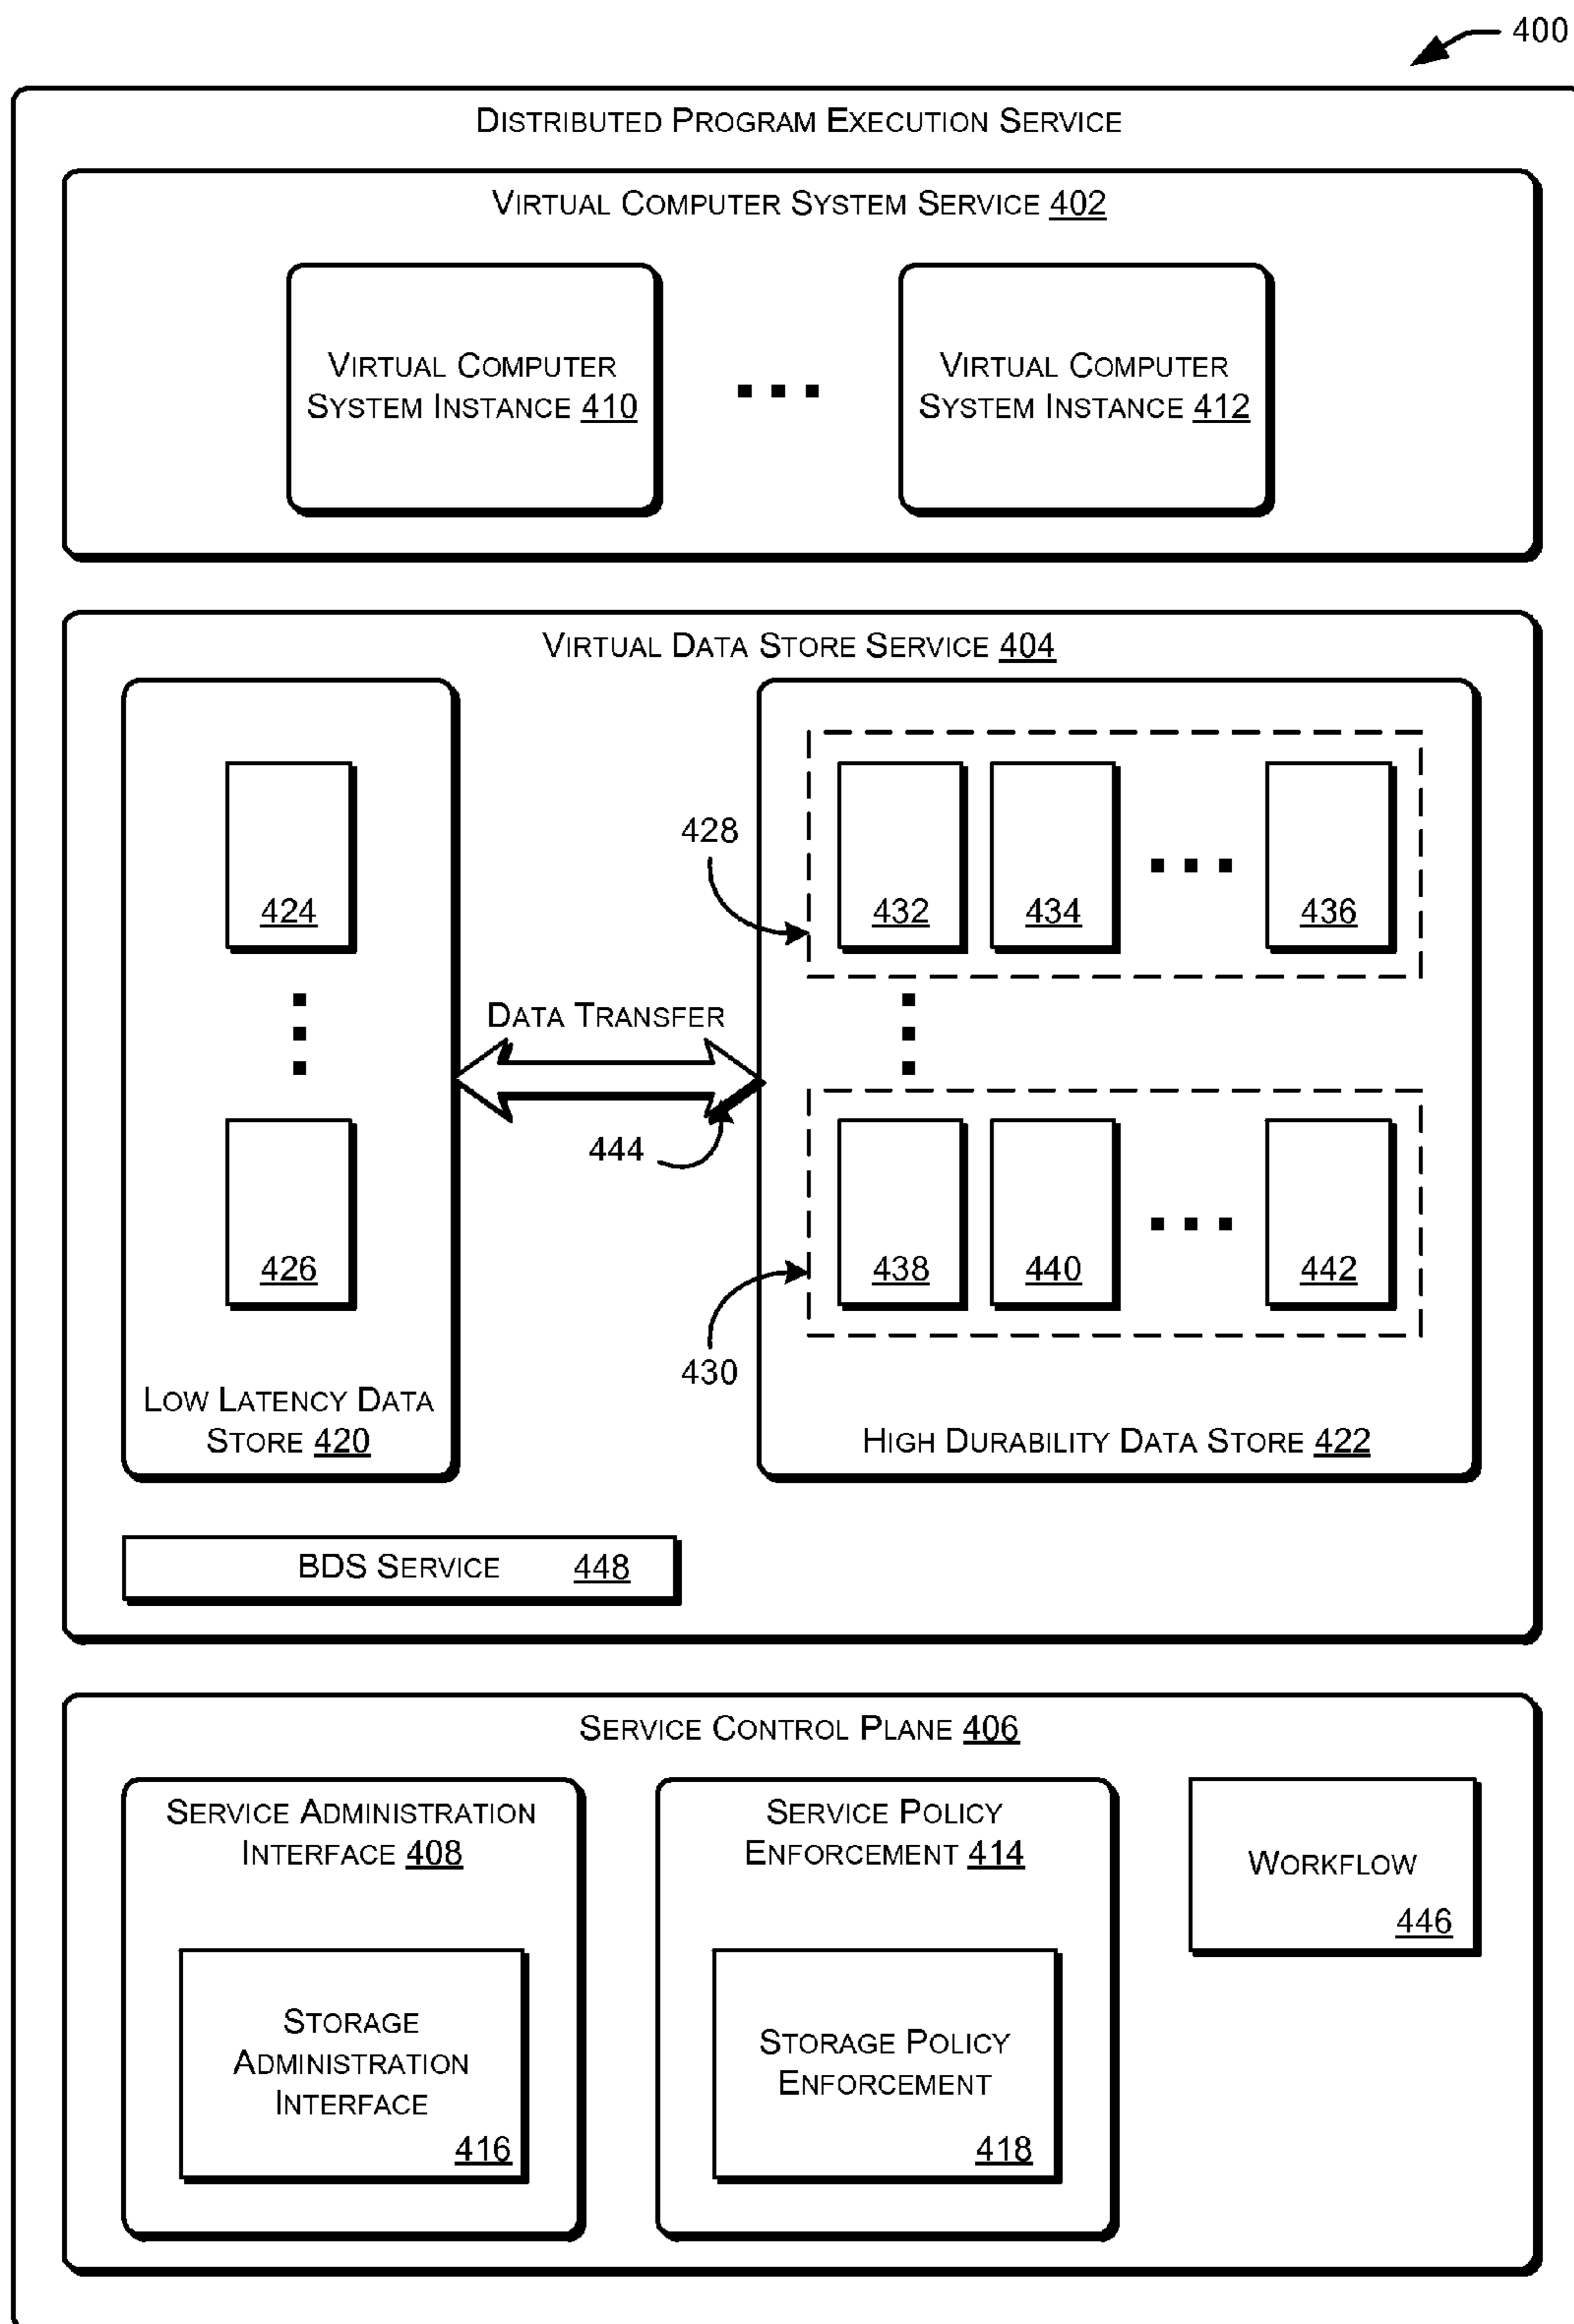 400
DISTRIBUTED PROGRAM EXECUTION SERVICE
VIRTUAL COMPUTER SYSTEM SERVICE 402
VIRTUAL COMPUTER
SYSTEM INSTANCE 410
VIRTUAL COMPUTER
SYSTEM INSTANCE 412
VIRTUAL DATA STORE SERVICE 404
424
426
LOW LATENCY DATA
STORE 420
DATA TRANSFER
444
428
432 434 436
430
438 440 442
HIGH DURABILITY DATA STORE 422
BDS SERVICE 448
SERVICE CONTROL PLANE 406
SERVICE ADMINISTRATION
INTERFACE 408
STORAGE
ADMINISTRATION
INTERFACE
416
SERVICE POLICY
ENFORCEMENT 414
STORAGE POLICY
ENFORCEMENT
418
WORKFLOW
446